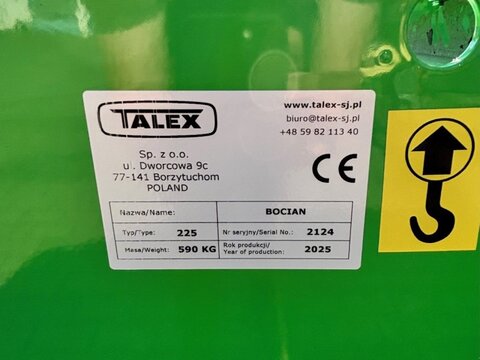 TALEX
www.talex-sj.pl
biuro@talex-sj.pl
+48 59 82 113 40
Sp. z o.o.
ul. Dworcowa 9c
77-141 Borzytuchom
POLAND
CE
Nazwa/Name: BOCIAN
Typ/Type: 225 Nr seryjny/Serial No.: 2124
Masa/Weight: 590 KG Rok produkcji/
Year of production: 2025